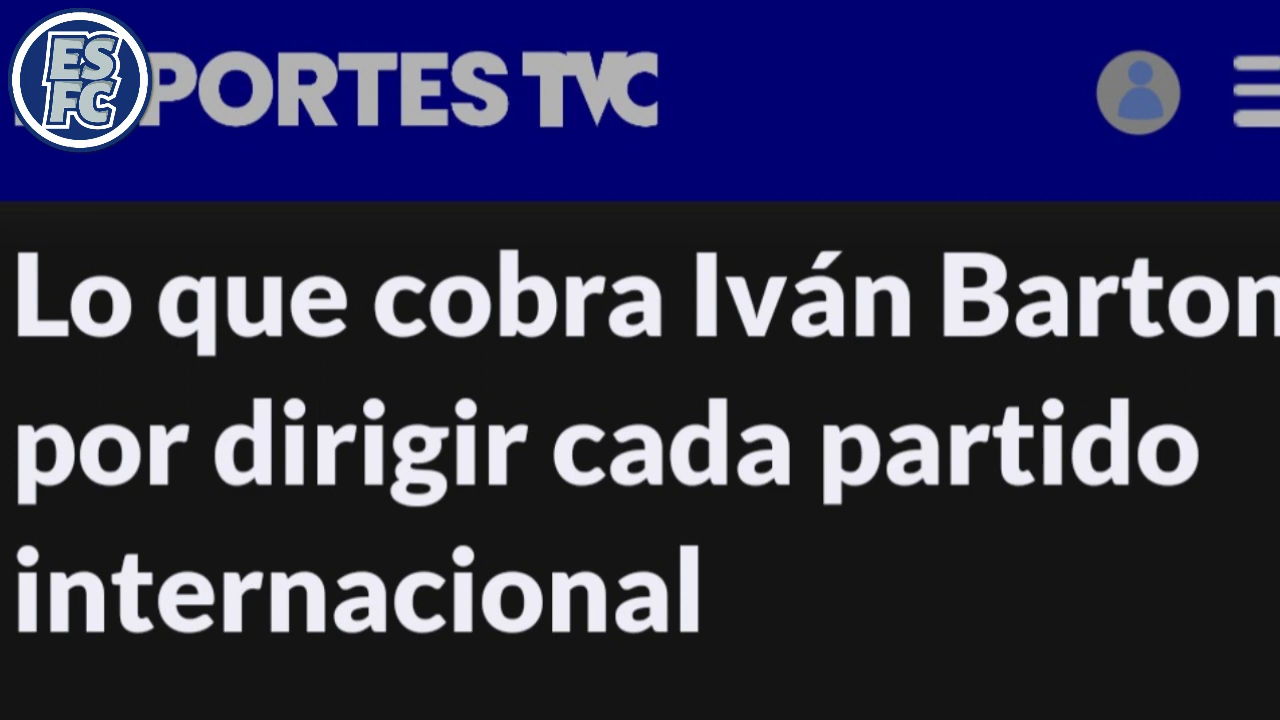 ES
FC
PORTES TVC
Lo que cobra Iván Barton
por dirigir cada partido
internacional